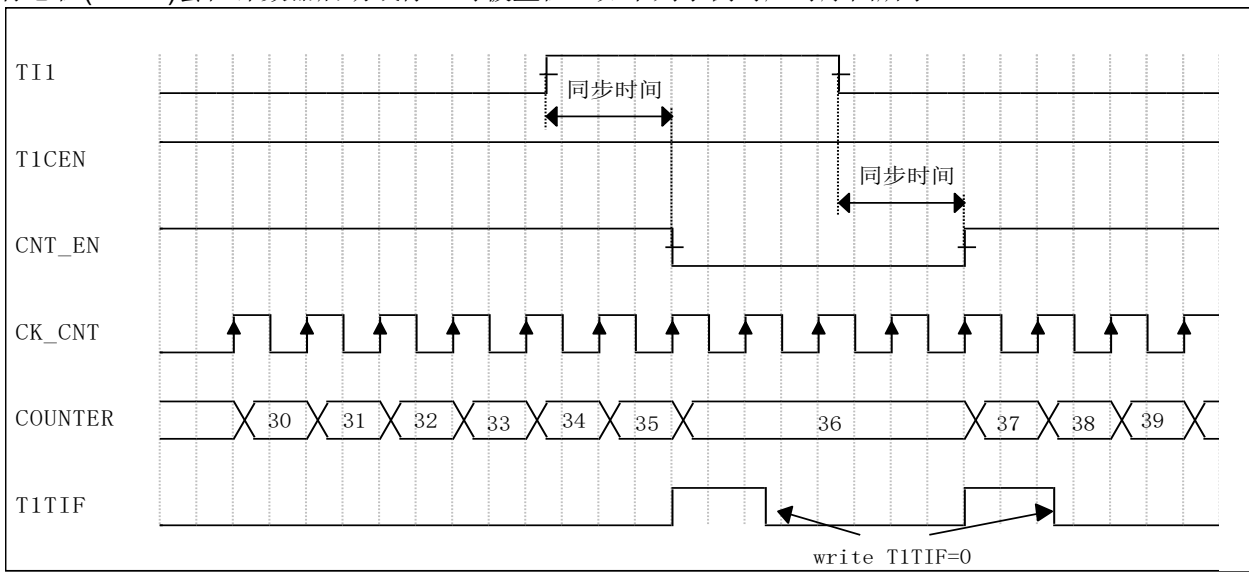 TI1
同步时间
T1CEN
同步时间
CNT_EN
CK_CNT
COUNTER
30 31 32 33 34 35 36 37 38 39
T1TIF
write T1TIF=0